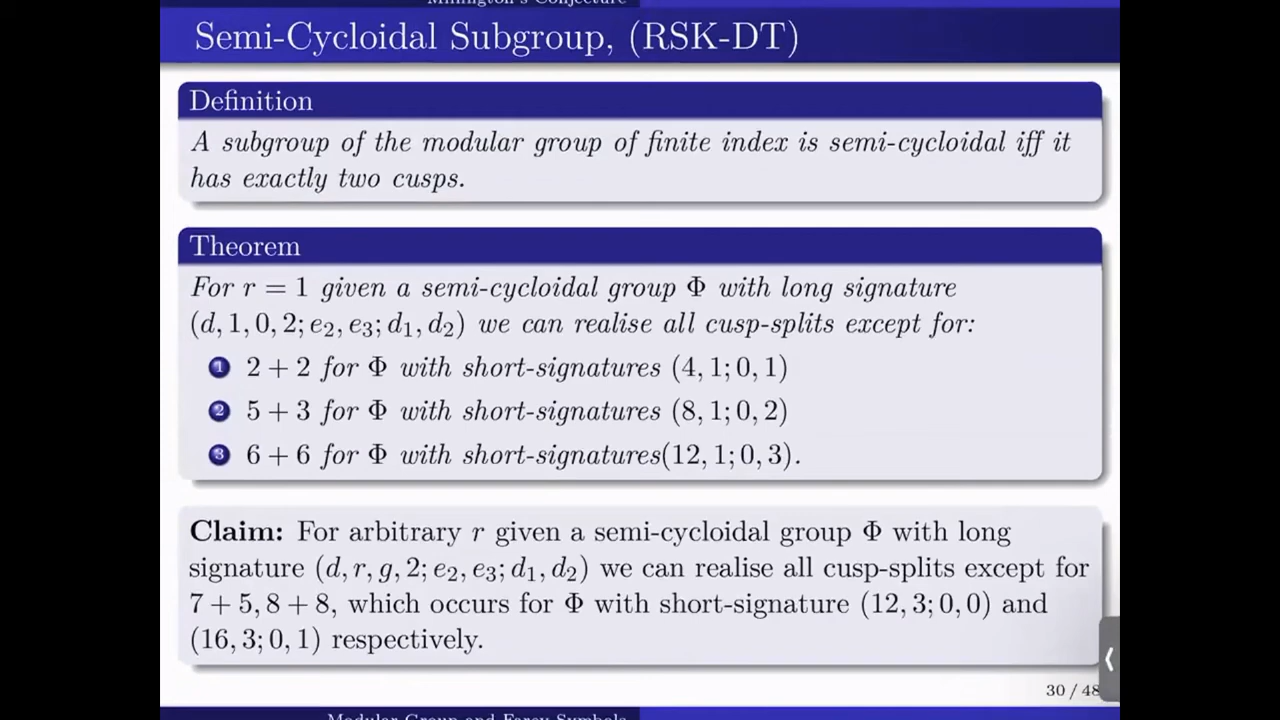 Millington's Conjecture
Semi-Cycloidal Subgroup, (RSK-DT)
Definition
A subgroup of the modular group of finite index is semi-cycloidal iff it
has exactly two cusps.
Theorem
For r = 1 given a semi-cycloidal group Φ with long signature
(d, 1, 0, 2; e₂, e₃; d₁, d₂) we can realise all cusp-splits except for:
1 2 + 2 for Φ with short-signatures (4, 1; 0, 1)
2 5 + 3 for Φ with short-signatures (8, 1; 0, 2)
3 6 + 6 for Φ with short-signatures(12, 1; 0, 3).
Claim: For arbitrary r given a semi-cycloidal group Φ with long
signature (d, r, g, 2; e₂, e₃; d₁, d₂) we can realise all cusp-splits except for
7 + 5, 8 + 8, which occurs for Φ with short-signature (12, 3; 0, 0) and
(16, 3; 0, 1) respectively.
30 / 48
Modular Group and Farey Symbols